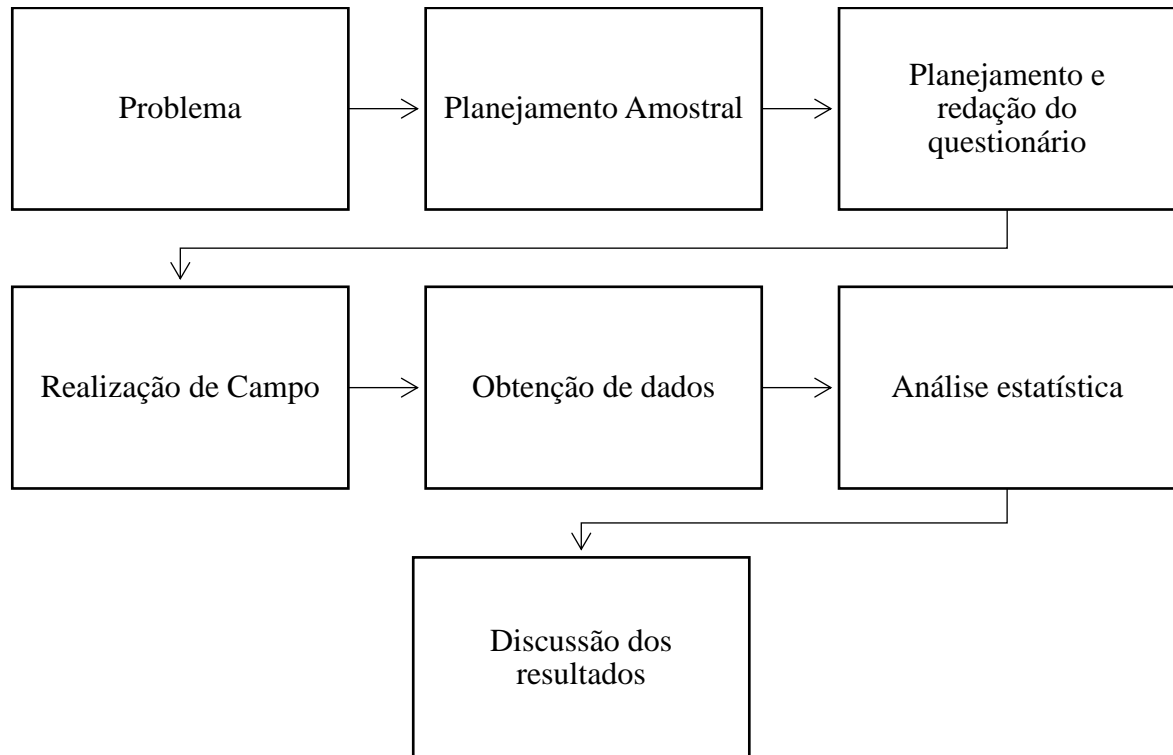 Problema
Planejamento Amostral
Planejamento e
redação do
questionário
Realização de Campo
Obtenção de dados
Análise estatística
Discussão dos
resultados